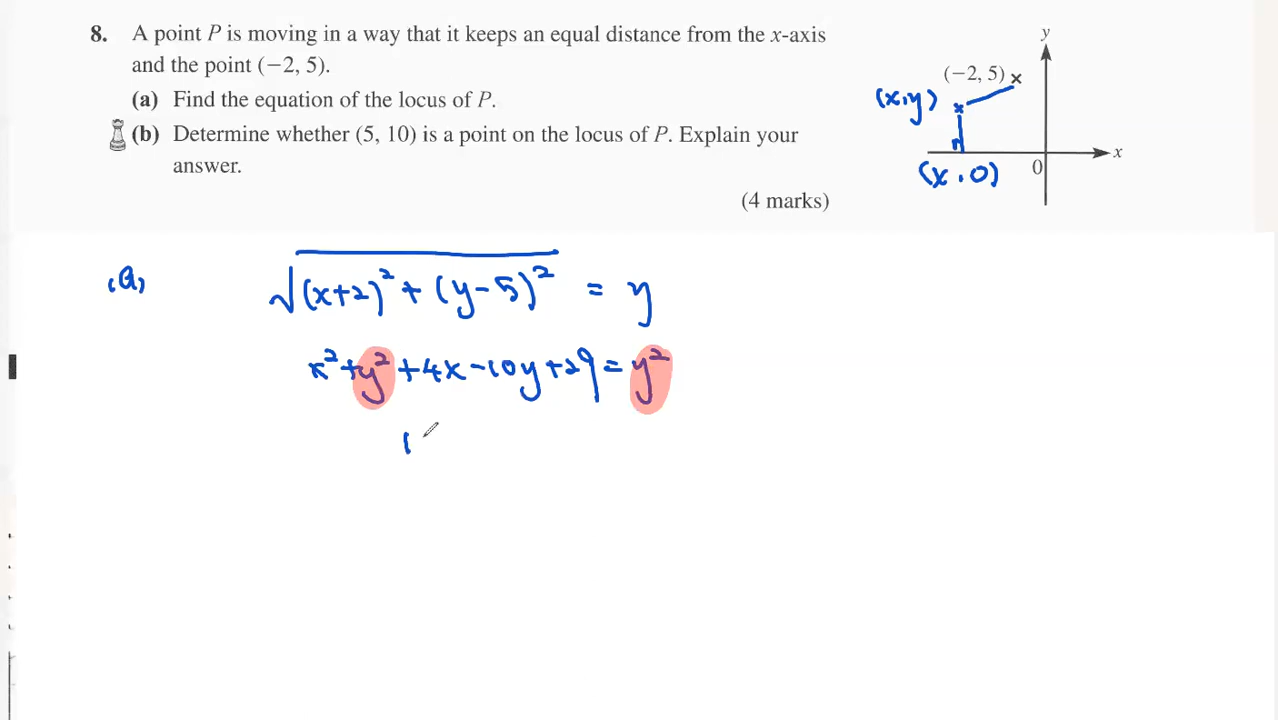 8. A point P is moving in a way that it keeps an equal distance from the x-axis
and the point (−2, 5).
(a) Find the equation of the locus of P.
(b) Determine whether (5, 10) is a point on the locus of P. Explain your
answer.
(4 marks)
y
(−2, 5)
(x,y)
x
0
(x,0)
(a) √((x+2)²+(y−5)²) = y
x²+y²+4x−10y+29=y²
1